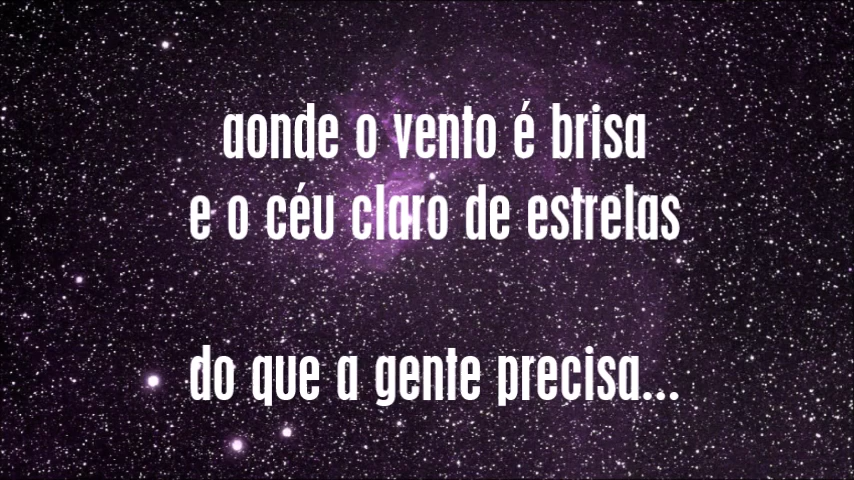 aonde o vento é brisa
e o céu claro de estrelas
do que a gente precisa...